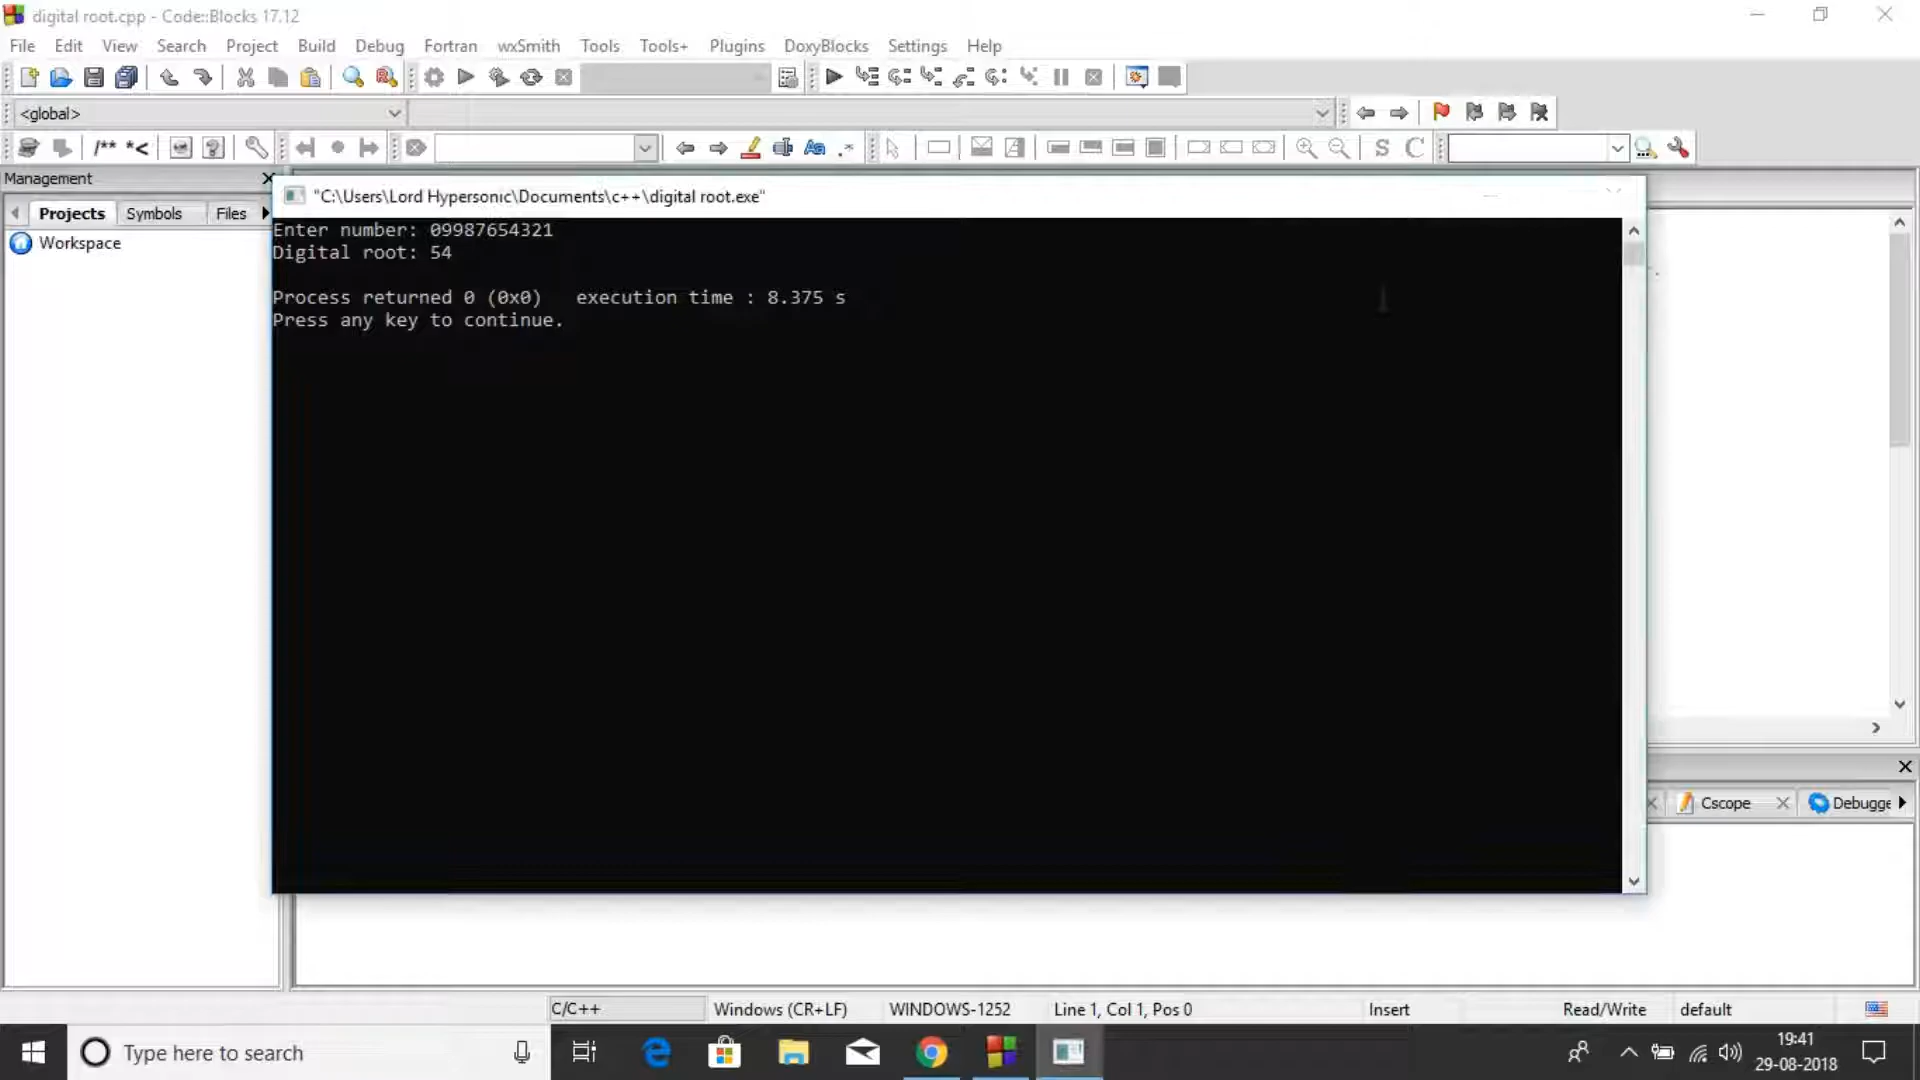 digital root.cpp - Code::Blocks 17.12
File Edit View Search Project Build Debug Fortran wxSmith Tools Tools+ Plugins DoxyBlocks Settings Help
<global>
/** *< Aa .* S C
Management
Projects Symbols Files
Workspace
"C:\Users\Lord Hypersonic\Documents\c++\digital root.exe"
Enter number: 09987654321
Digital root: 54
Process returned 0 (0x0) execution time : 8.375 s
Press any key to continue.
Cscope Debugge
C/C++ Windows (CR+LF) WINDOWS-1252 Line 1, Col 1, Pos 0 Insert Read/Write default
Type here to search
19:41
29-08-2018